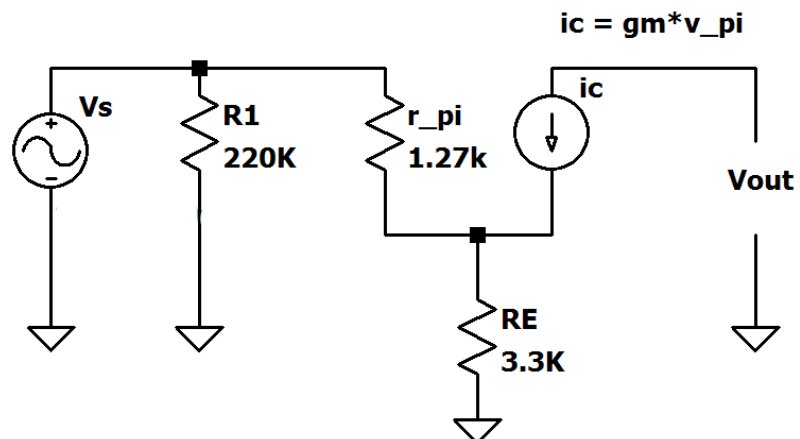 ic = gm*v_pi
Vs
R1
220K
r_pi
1.27k
ic
Vout
RE
3.3K